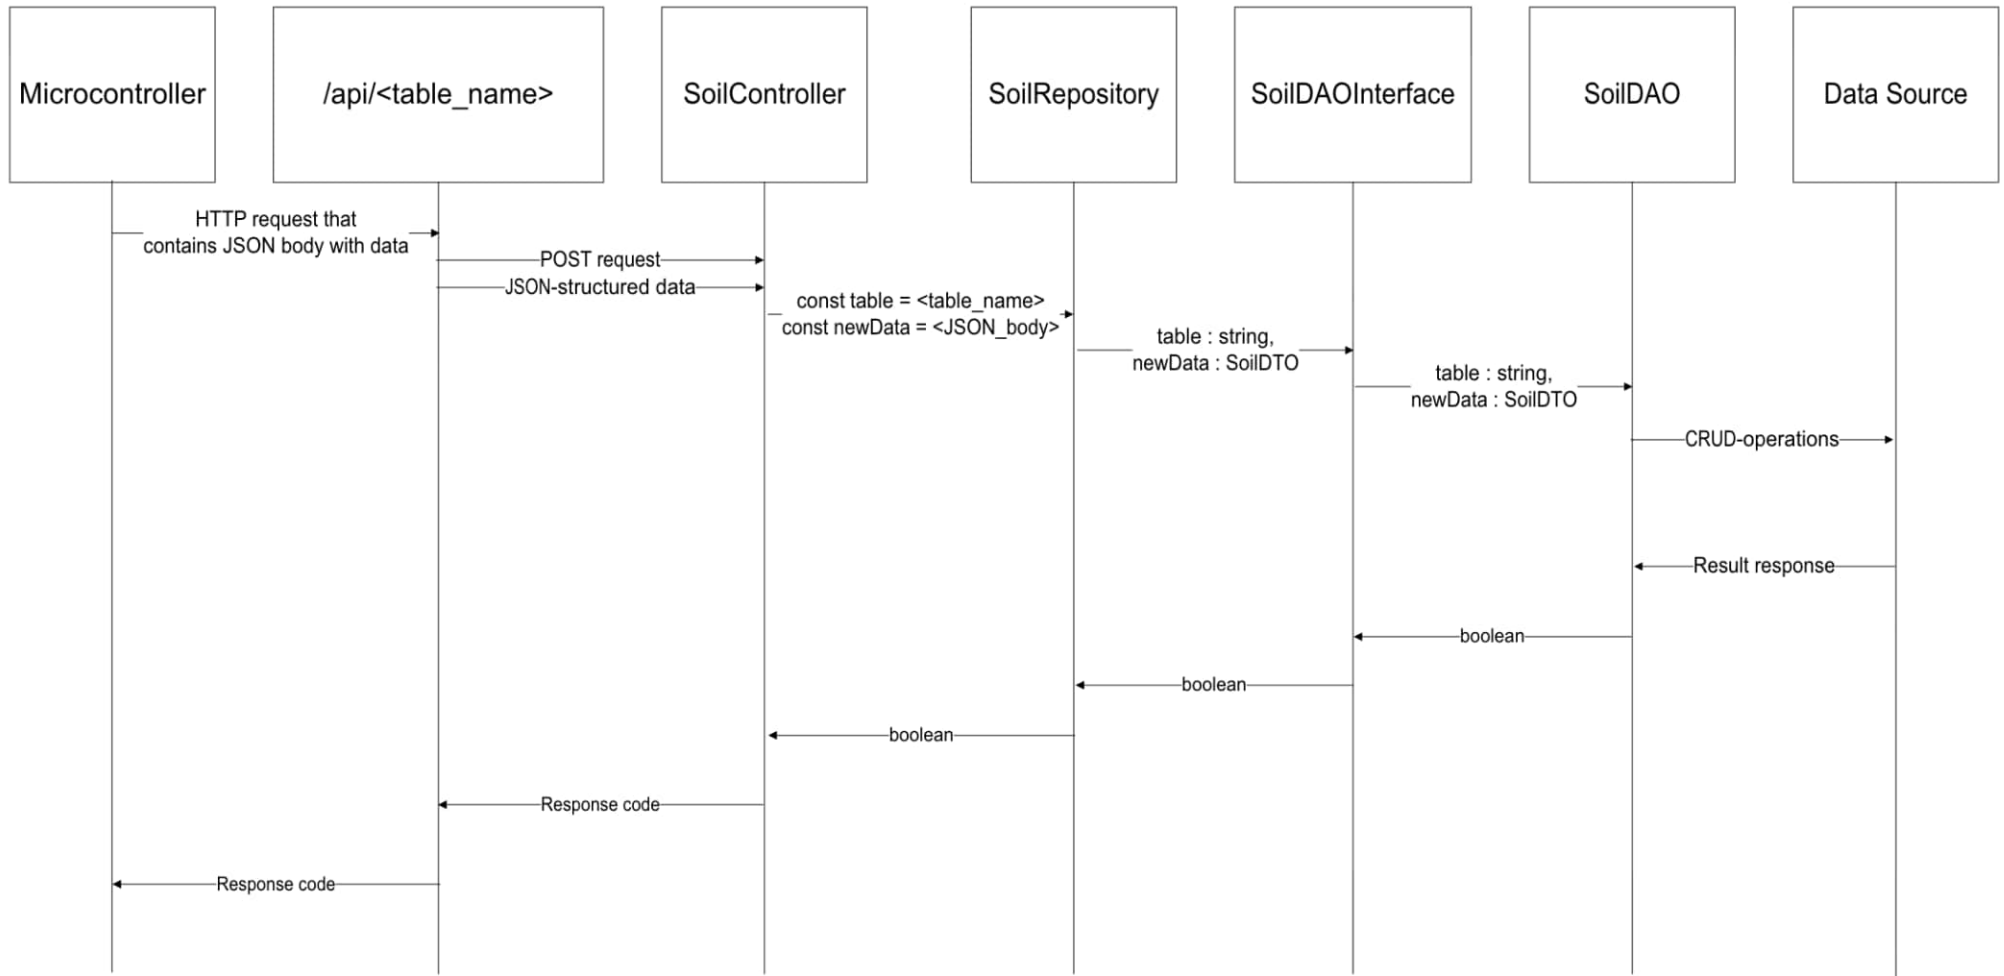 Microcontroller
/api/<table_name>
SoilController
SoilRepository
SoilDAOInterface
SoilDAO
Data Source
HTTP request that
contains JSON body with data
POST request
JSON-structured data
const table = <table_name>
const newData = <JSON_body>
table : string,
newData : SoilDTO
table : string,
newData : SoilDTO
CRUD-operations
Result response
boolean
boolean
boolean
Response code
Response code